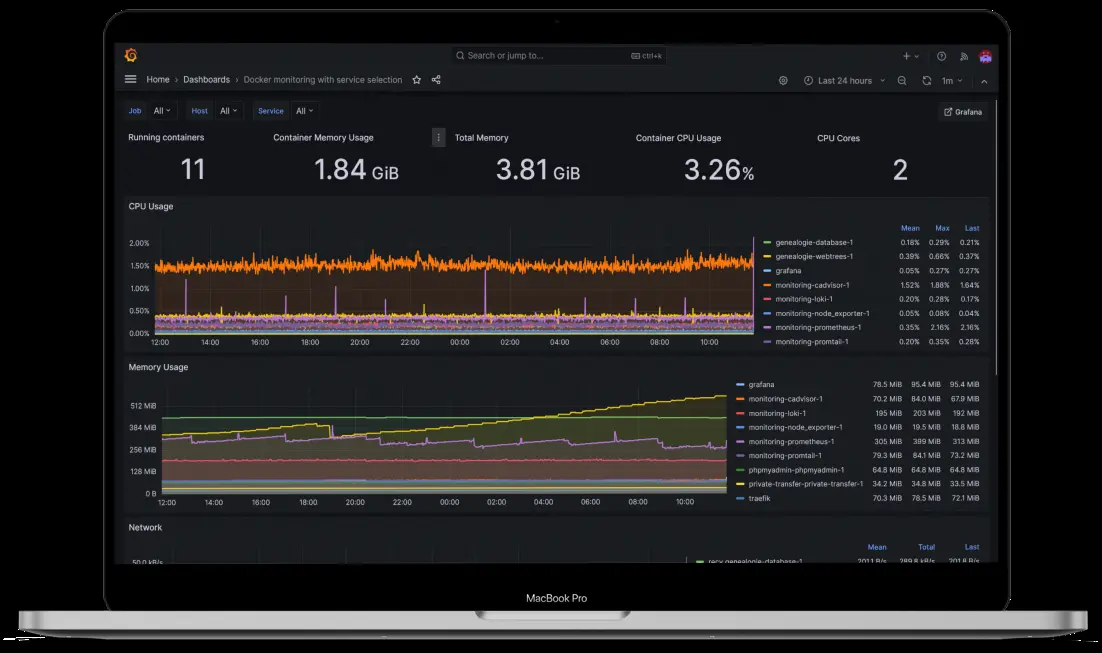 Search or jump to... ctrl+k
Home › Dashboards › Docker monitoring with service selection Last 24 hours 1m
Job All Host All Service All Grafana
Running containers Container Memory Usage Total Memory Container CPU Usage CPU Cores
11 1.84 GiB 3.81 GiB 3.26% 2
CPU Usage
Mean Max Last
2.00%
1.50%
1.00%
0.50%
0.00%
12:00 14:00 16:00 18:00 20:00 22:00 00:00 02:00 04:00 06:00 08:00 10:00
genealogie-database-1 0.18% 0.29% 0.21%
genealogie-webtrees-1 0.39% 0.66% 0.37%
grafana 0.05% 0.27% 0.27%
monitoring-cadvisor-1 1.52% 1.88% 1.64%
monitoring-loki-1 0.20% 0.28% 0.17%
monitoring-node_exporter-1 0.05% 0.08% 0.04%
monitoring-prometheus-1 0.35% 2.16% 2.16%
monitoring-promtail-1 0.20% 0.35% 0.28%
Memory Usage
512 MiB
384 MiB
256 MiB
128 MiB
0 B
12:00 14:00 16:00 18:00 20:00 22:00 00:00 02:00 04:00 06:00 08:00 10:00
grafana 78.5 MiB 95.4 MiB 95.4 MiB
monitoring-cadvisor-1 70.2 MiB 84.0 MiB 67.9 MiB
monitoring-loki-1 195 MiB 203 MiB 192 MiB
monitoring-node_exporter-1 19.0 MiB 19.5 MiB 18.8 MiB
monitoring-prometheus-1 305 MiB 399 MiB 313 MiB
monitoring-promtail-1 79.3 MiB 84.1 MiB 73.2 MiB
phpmyadmin-phpmyadmin-1 64.8 MiB 64.8 MiB 64.8 MiB
private-transfer-private-transfer-1 34.2 MiB 34.8 MiB 33.5 MiB
traefik 70.3 MiB 78.5 MiB 72.1 MiB
Network
Mean Total Last
50.0 kB/s
recv genealogie-database-1
MacBook Pro